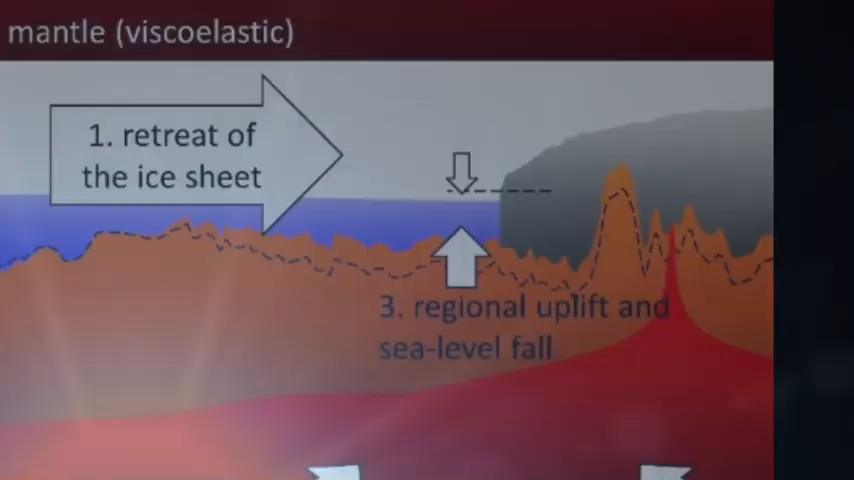 mantle (viscoelastic)
1. retreat of
the ice sheet
3. regional uplift and
sea-level fall